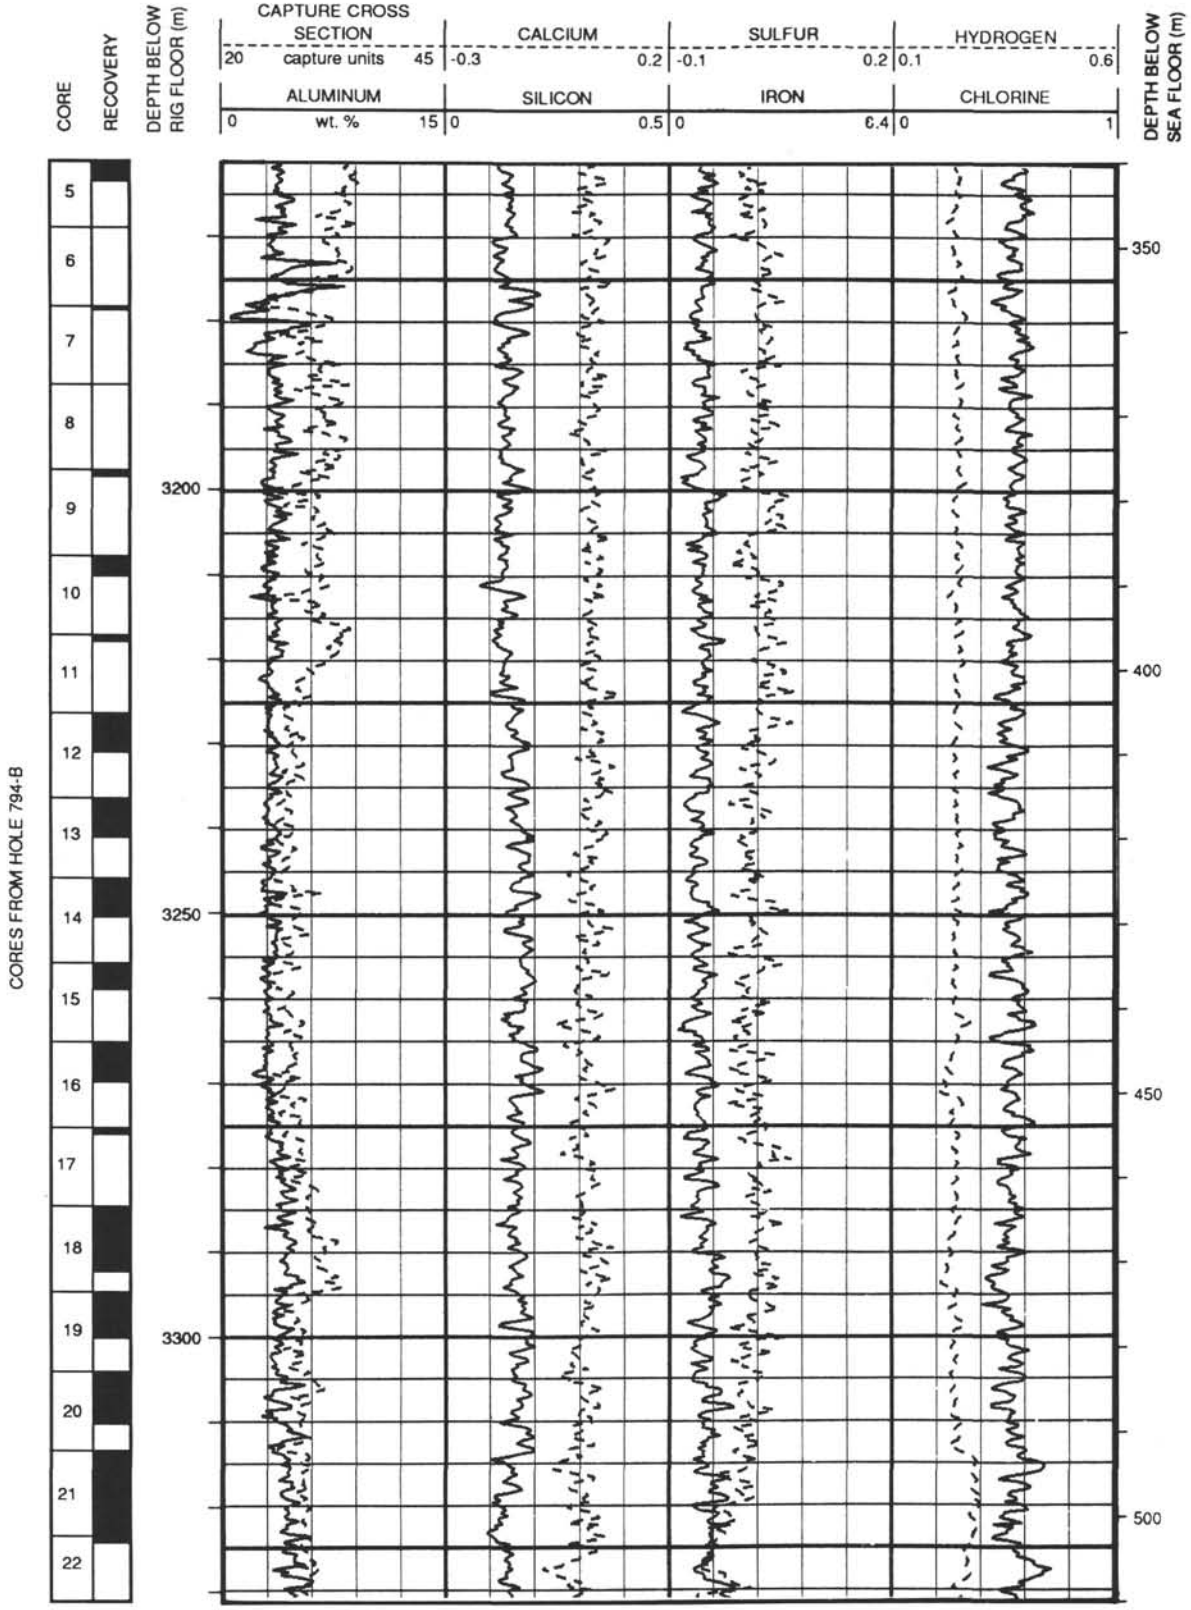 CAPTURE CROSS
SECTION CALCIUM SULFUR HYDROGEN
20 capture units 45 -0.3 0.2 -0.1 0.2 0.1 0.6
ALUMINUM SILICON IRON CHLORINE
0 wt. % 15 0 0.5 0 0.4 0 1
CORE
RECOVERY
DEPTH BELOW
RIG FLOOR (m)
DEPTH BELOW
SEA FLOOR (m)
CORES FROM HOLE 794-B
5
6
350
7
8
3200
9
10
11
400
12
13
3250
14
15
16
450
17
18
19
3300
20
21
500
22